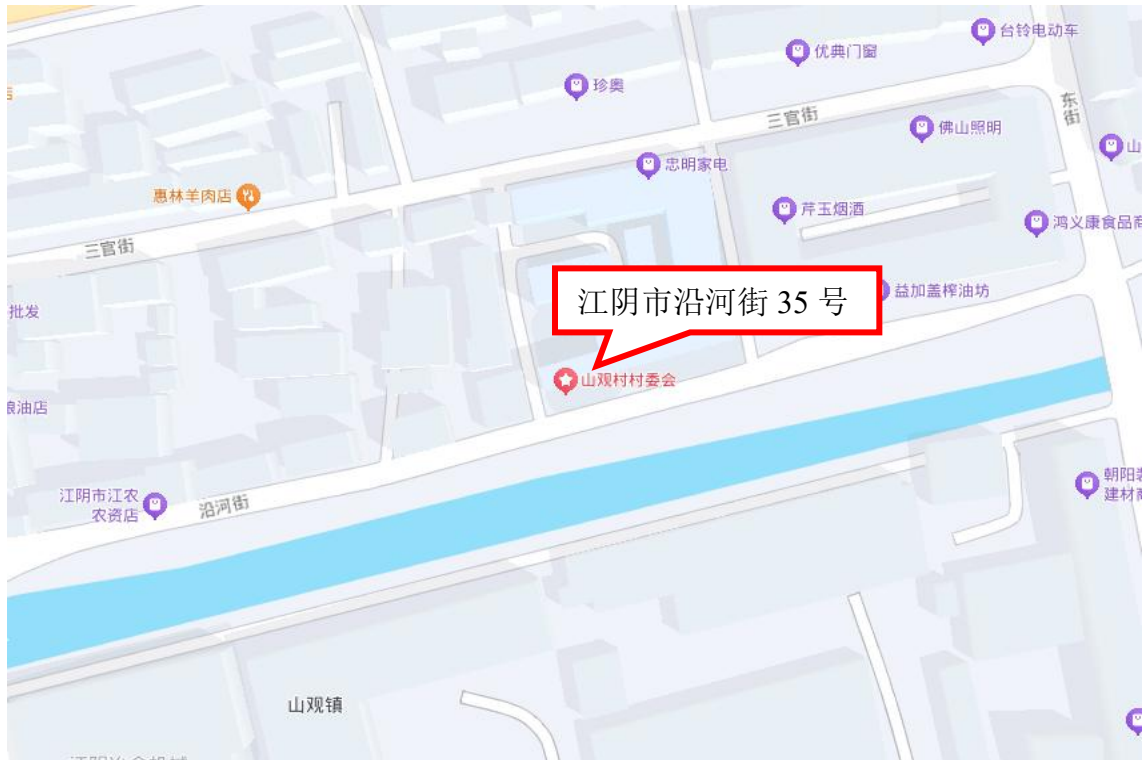 台铃电动车
优典门窗
珍奥
三官街
东街
佛山照明
山
忠明家电
惠林羊肉店
芹玉烟酒
鸿义康食品商
三官街
江阴市沿河街 35 号
益加盖榨油坊
批发
山观村村委会
粮油店
江阴市江农
农资店
沿河街
朝阳装
建材商
山观镇